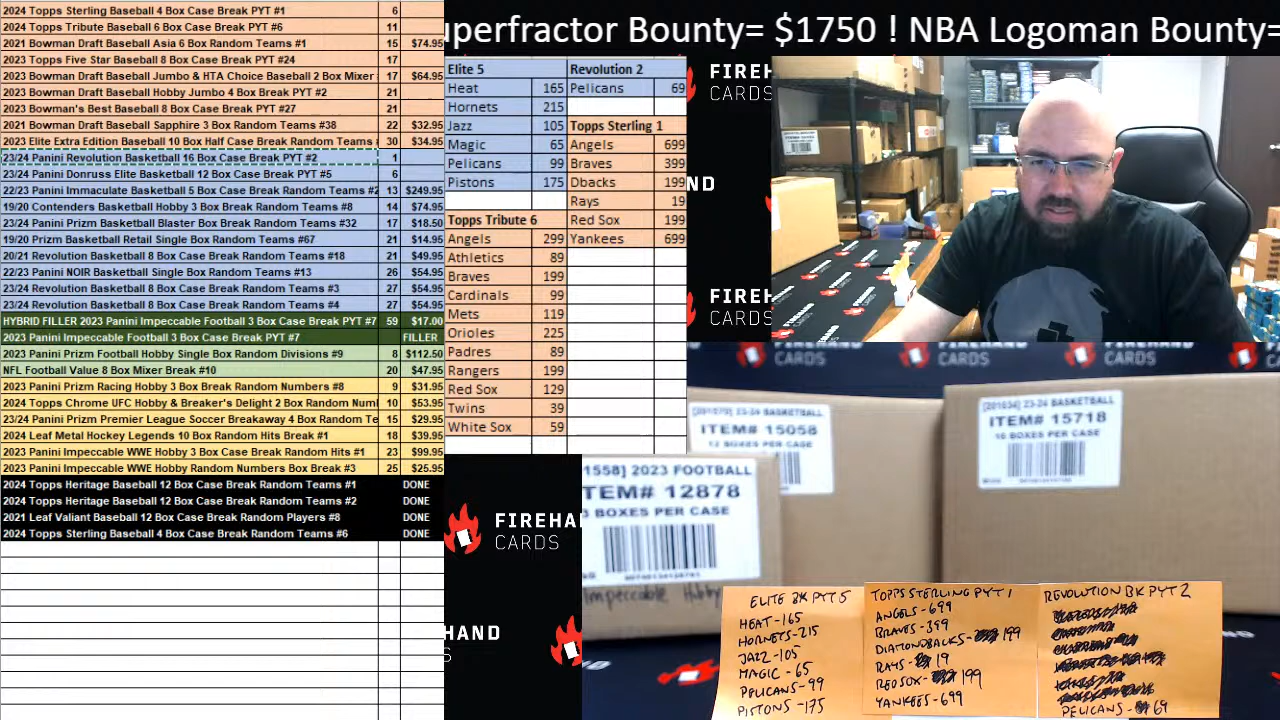 2024 Topps Sterling Baseball 4 Box Case Break PYT #1 6
2024 Topps Tribute Baseball 6 Box Case Break PYT #6 11
2021 Bowman Draft Baseball Asia 6 Box Random Teams #1 15 $74.95
2023 Topps Five Star Baseball 8 Box Case Break PYT #24 17
2023 Bowman Draft Baseball Jumbo & HTA Choice Baseball 2 Box Mixer 17 $64.95
2023 Bowman Draft Baseball Hobby Jumbo 4 Box Break PYT #2 21
2023 Bowman's Best Baseball 8 Box Case Break PYT #27 21
2021 Bowman Draft Baseball Sapphire 3 Box Random Teams #38 22 $32.95
2023 Elite Extra Edition Baseball 10 Box Half Case Break Random Teams 30 $34.95
23/24 Panini Revolution Basketball 16 Box Case Break PYT #2 1
23/24 Panini Donruss Elite Basketball 12 Box Case Break PYT #5 6
22/23 Panini Immaculate Basketball 5 Box Case Break Random Teams #2 13 $249.95
19/20 Contenders Basketball Hobby 3 Box Break Random Teams #8 14 $74.95
23/24 Panini Prizm Basketball Blaster Box Break Random Teams #32 17 $18.50
19/20 Prizm Basketball Retail Single Box Random Teams #67 21 $14.95
20/21 Revolution Basketball 8 Box Case Break Random Teams #18 21 $49.95
22/23 Panini NOIR Basketball Single Box Random Teams #13 26 $54.95
23/24 Revolution Basketball 8 Box Break Random Teams #3 27 $54.95
23/24 Revolution Basketball 8 Box Break Random Teams #4 27 $54.95
HYBRID FILLER 2023 Panini Impeccable Football 3 Box Case Break PYT #7 59 $17.00
2023 Panini Impeccable Football 3 Box Case Break PYT #7 FILLER
2023 Panini Prizm Football Hobby Single Box Random Divisions #9 8 $112.50
NFL Football Value 8 Box Mixer Break #10 20 $47.95
2023 Panini Prizm Racing Hobby 3 Box Break Random Numbers #8 9 $31.95
2024 Topps Chrome UFC Hobby & Breaker's Delight 2 Box Random Num 10 $53.95
23/24 Panini Prizm Premier League Soccer Breakaway 4 Box Random Te 15 $29.95
2024 Leaf Metal Hockey Legends 10 Box Random Hits Break #1 18 $39.95
2023 Panini Impeccable WWE Hobby 3 Box Case Break Random Hits #1 23 $99.95
2023 Panini Impeccable WWE Hobby Random Numbers Box Break #3 25 $25.95
2024 Topps Heritage Baseball 12 Box Case Break Random Teams #1 DONE
2024 Topps Heritage Baseball 12 Box Case Break Random Teams #2 DONE
2021 Leaf Valiant Baseball 12 Box Case Break Random Players #8 DONE
2024 Topps Sterling Baseball 4 Box Case Break Random Teams #6 DONE
uperfractor Bounty= $1750 ! NBA Logoman Bounty=
Elite 5
Heat 165
Hornets 215
Jazz 105
Magic 65
Pelicans 99
Pistons 175
Topps Tribute 6
Angels 299
Athletics 89
Braves 199
Cardinals 99
Mets 119
Orioles 225
Padres 89
Rangers 199
Red Sox 129
Twins 39
White Sox 59
Revolution 2
Pelicans 69
Topps Sterling 1
Angels 699
Braves 399
Dbacks 199
Rays 19
Red Sox 199
Yankees 699
FIREH
CARDS
ND
FIREH
CARDS
FIREHAN
CARDS
HAND
S
1558] 2023 FOOTBALL
TEM# 12878
3 BOXES PER CASE
Impeccable Hobby
23-24 BASKETBALL
ITEM# 15058
12 BOXES PER CASE
23-24 BASKETBALL
ITEM# 15718
16 BOXES PER CASE
ELITE BK PYT 5
HEAT-165
HORNETS-215
JAZZ-105
MAGIC-65
PELICANS-99
PISTONS-175
TOPPS STERLING PYT 1
ANGELS-699
BRAVES-399
DIAMONDBACKS- 199
RAYS- 19
RED SOX- 199
YANKEES-699
REVOLUTION BK PYT 2
PELICANS- 69